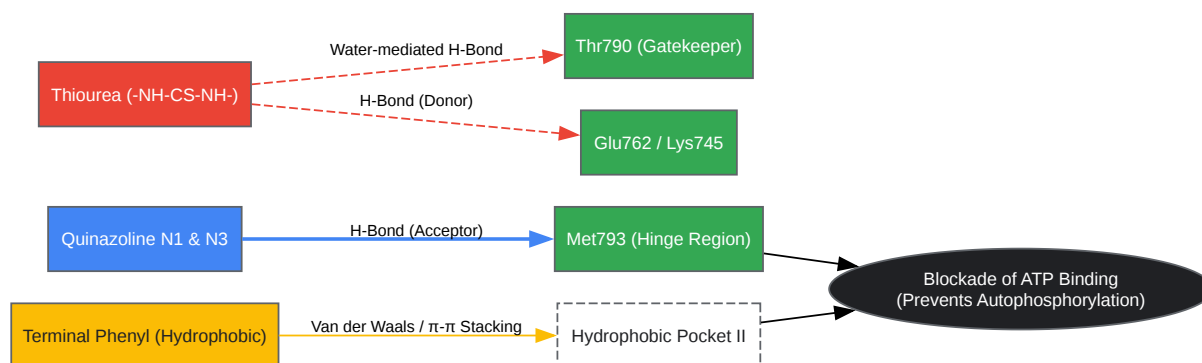 Thiourea (-NH-CS-NH-)
Water-mediated H-Bond
Thr790 (Gatekeeper)
H-Bond (Donor)
Glu762 / Lys745
Quinazoline N1 & N3
H-Bond (Acceptor)
Met793 (Hinge Region)
Blockade of ATP Binding
(Prevents Autophosphorylation)
Terminal Phenyl (Hydrophobic)
Van der Waals / π-π Stacking
Hydrophobic Pocket II